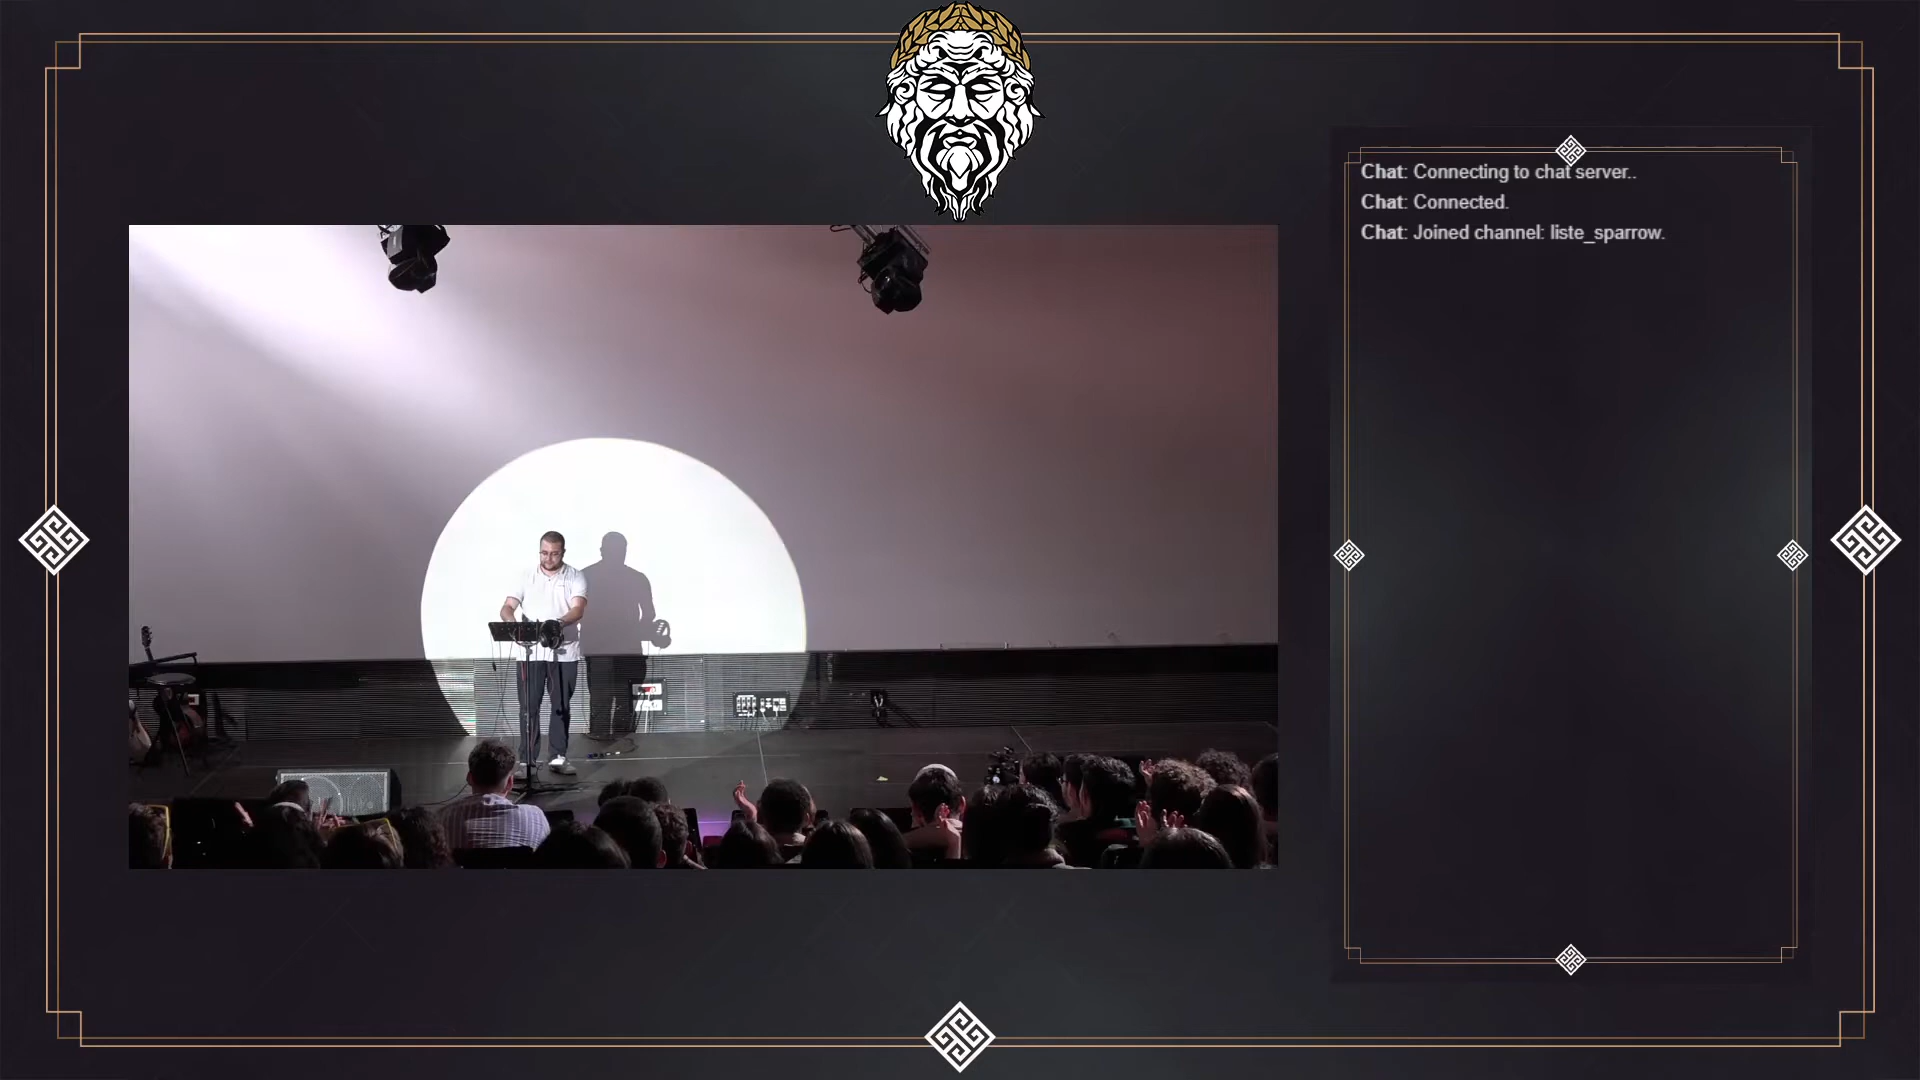 Chat: Connecting to chat server..
Chat: Connected.
Chat: Joined channel: liste_sparrow.